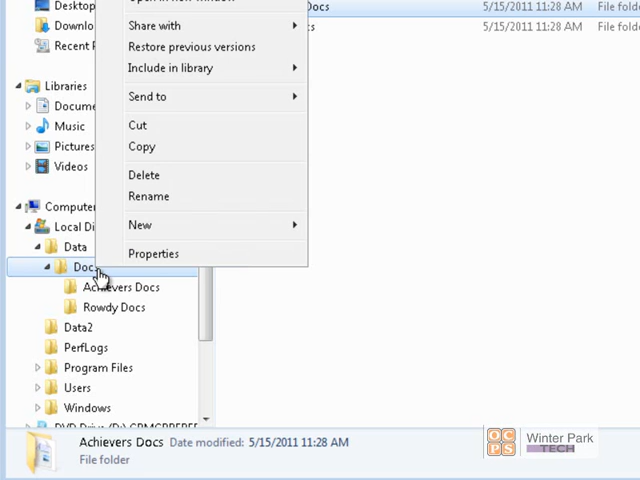 Desktop
Docs
5/15/2011 11:28 AM
File folde
Share with
Downlo
5/15/2011 11:28 AM
File folde
Recent P
Restore previous versions
Include in library
Libraries
Send to
Docume
Music
Cut
Pictures
Copy
Videos
Delete
Rename
Compute
New
Local Di
Data
Properties
Docs
Achievers Docs
Rowdy Docs
Data2
PerfLogs
Program Files
Users
Windows
Achievers Docs Date modified: 5/15/2011 11:28 AM
File folder
OCPS
Winter Park
TECH